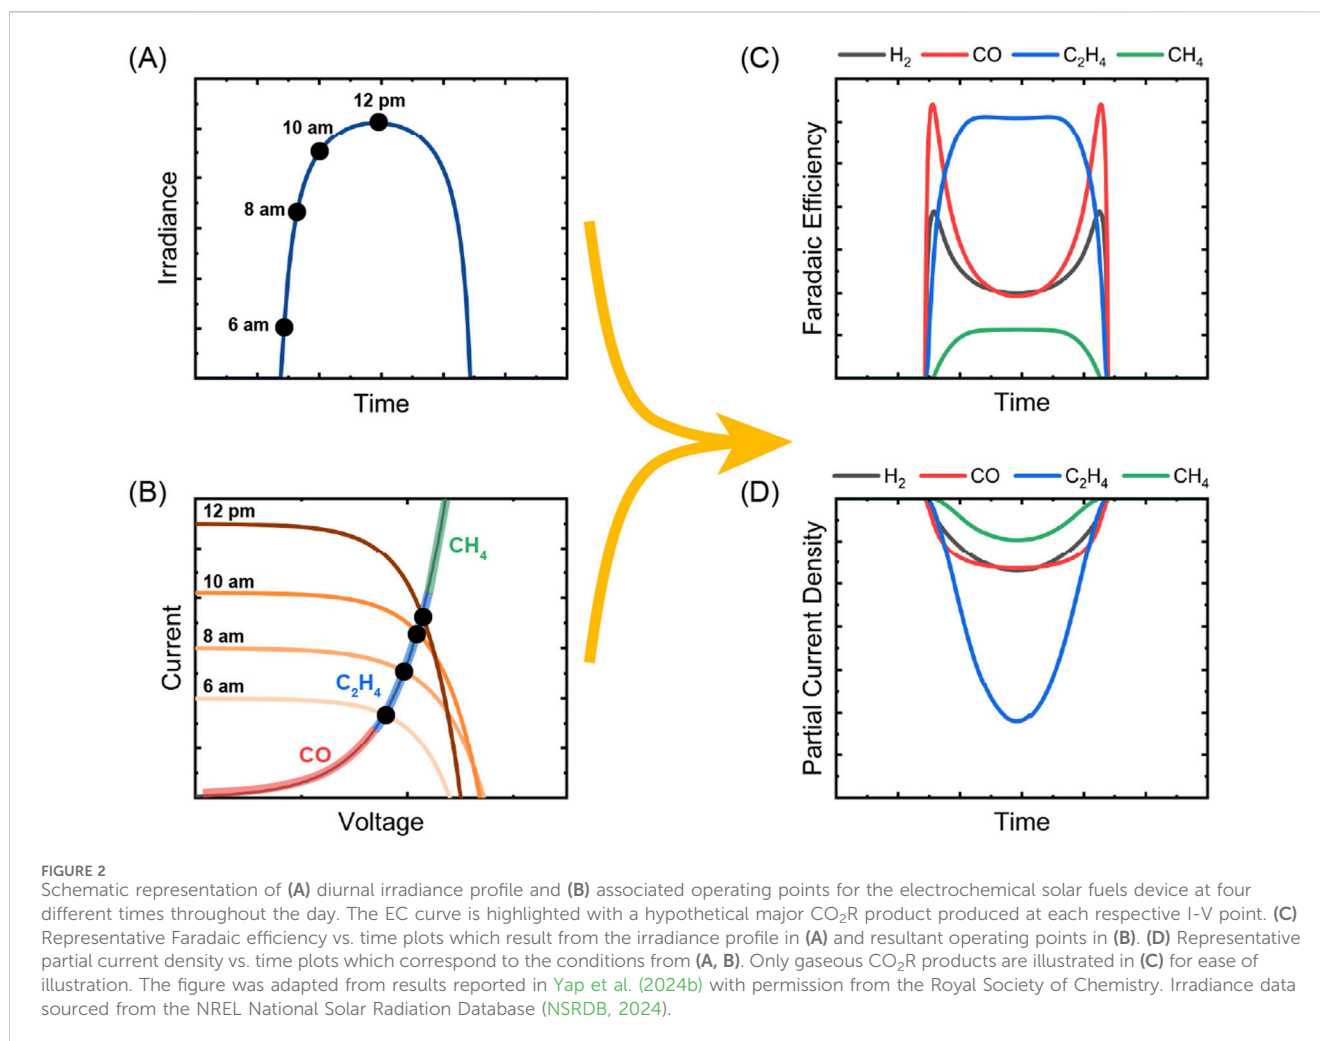 (A)
12 pm
10 am
8 am
6 am
Irradiance
Time
(B)
12 pm
10 am
8 am
6 am
CH₄
C₂H₄
CO
Current
Voltage
(C)
H₂ CO C₂H₄ CH₄
Faradaic Efficiency
Time
(D)
H₂ CO C₂H₄ CH₄
Partial Current Density
Time
FIGURE 2
Schematic representation of (A) diurnal irradiance profile and (B) associated operating points for the electrochemical solar fuels device at four
different times throughout the day. The EC curve is highlighted with a hypothetical major CO₂R product produced at each respective I-V point. (C)
Representative Faradaic efficiency vs. time plots which result from the irradiance profile in (A) and resultant operating points in (B). (D) Representative
partial current density vs. time plots which correspond to the conditions from (A, B). Only gaseous CO₂R products are illustrated in (C) for ease of
illustration. The figure was adapted from results reported in Yap et al. (2024b) with permission from the Royal Society of Chemistry. Irradiance data
sourced from the NREL National Solar Radiation Database (NSRDB, 2024).